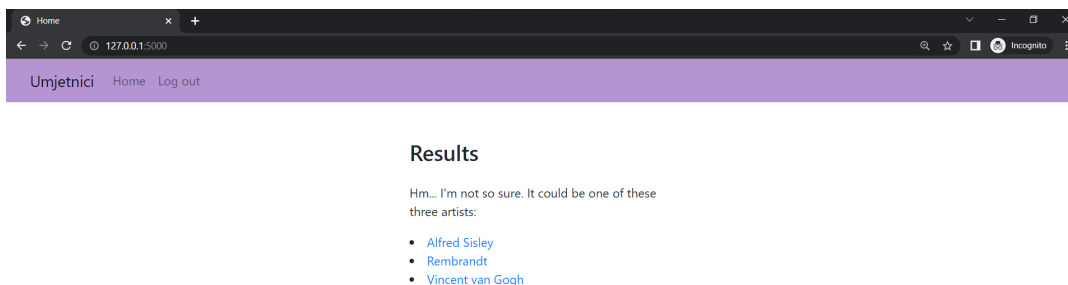 Home
127.0.0.1:5000
Incognito
Umjetnici Home Log out
Results
Hm... I'm not so sure. It could be one of these
three artists:
Alfred Sisley
Rembrandt
Vincent van Gogh